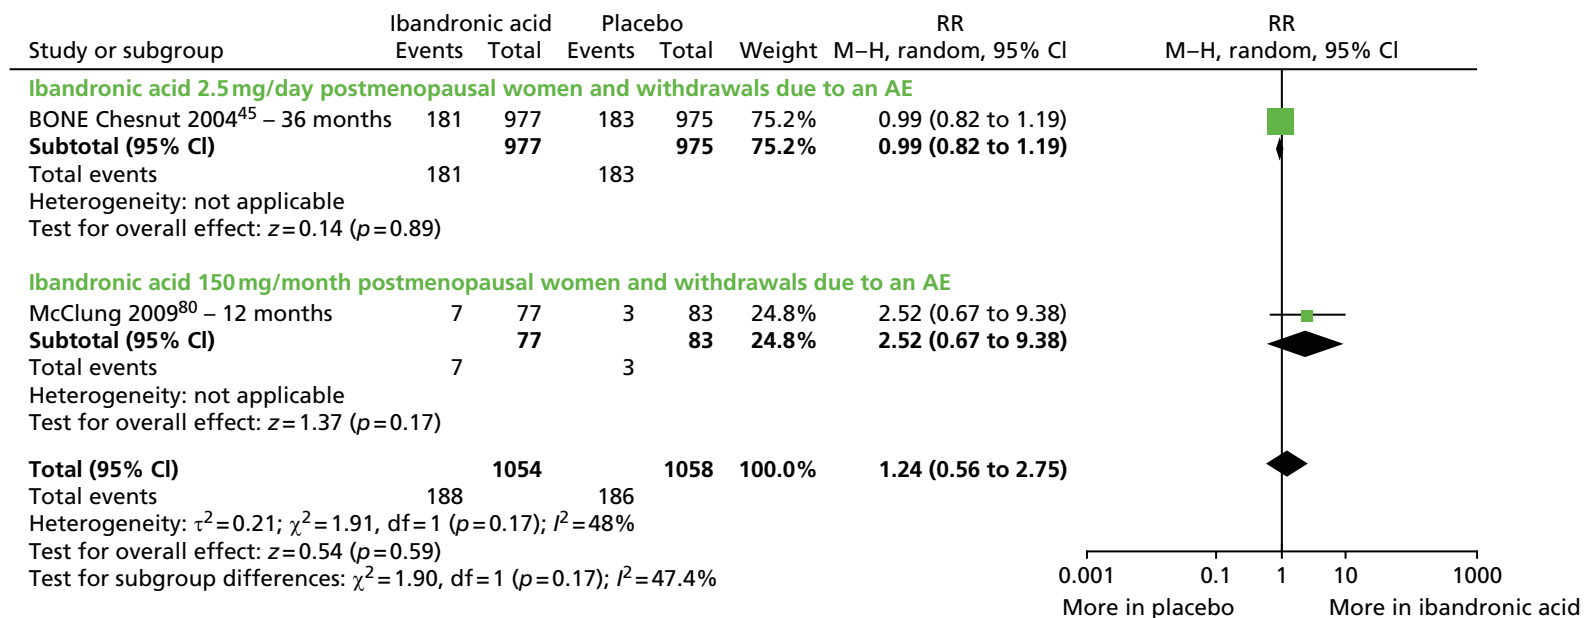 Ibandronic acid Placebo RR RR
Study or subgroup Events Total Events Total Weight M–H, random, 95% CI M–H, random, 95% CI
Ibandronic acid 2.5 mg/day postmenopausal women and withdrawals due to an AE
BONE Chesnut 2004⁴⁵ – 36 months 181 977 183 975 75.2% 0.99 (0.82 to 1.19)
Subtotal (95% CI) 977 975 75.2% 0.99 (0.82 to 1.19)
Total events 181 183
Heterogeneity: not applicable
Test for overall effect: z=0.14 (p=0.89)
Ibandronic acid 150 mg/month postmenopausal women and withdrawals due to an AE
McClung 2009⁸⁰ – 12 months 7 77 3 83 24.8% 2.52 (0.67 to 9.38)
Subtotal (95% CI) 77 83 24.8% 2.52 (0.67 to 9.38)
Total events 7 3
Heterogeneity: not applicable
Test for overall effect: z=1.37 (p=0.17)
Total (95% CI) 1054 1058 100.0% 1.24 (0.56 to 2.75)
Total events 188 186
Heterogeneity: τ²=0.21; χ²=1.91, df=1 (p=0.17); I²=48%
Test for overall effect: z=0.54 (p=0.59)
Test for subgroup differences: χ²=1.90, df=1 (p=0.17); I²=47.4%
0.001 0.1 1 10 1000
More in placebo More in ibandronic acid